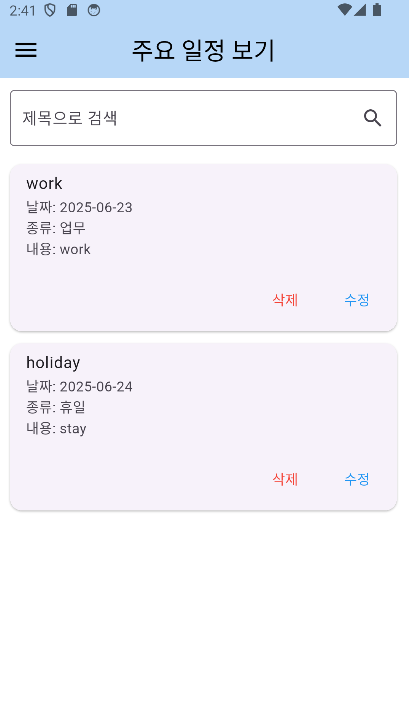 2:41
주요 일정 보기
제목으로 검색
work
날짜: 2025-06-23
종류: 업무
내용: work
삭제 수정
holiday
날짜: 2025-06-24
종류: 휴일
내용: stay
삭제 수정